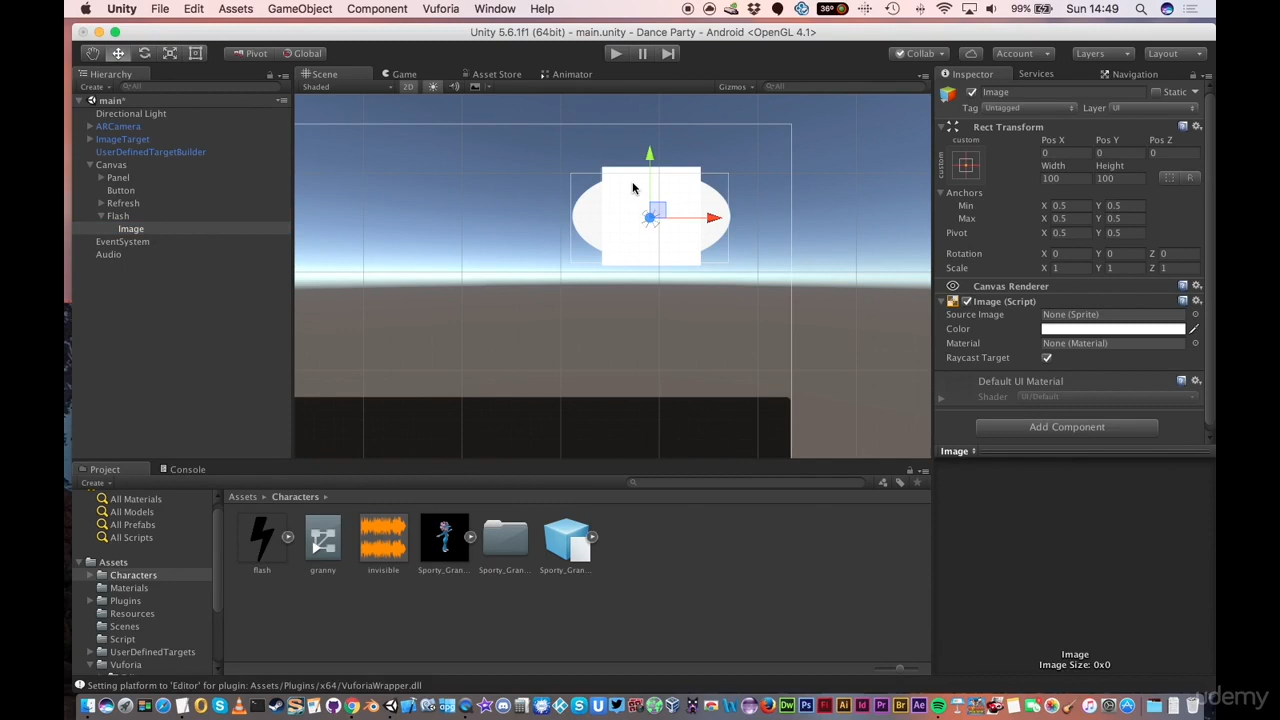 Unity File Edit Assets GameObject Component Vuforia Window Help 36° 99% Sun 14:49
Unity 5.6.1f1 (64bit) - main.unity - Dance Party - Android <OpenGL 4.1>
Pivot Global Collab Account Layers Layout
Hierarchy Scene Game Asset Store Animator Inspector Services Navigation
Create All Shaded 2D Gizmos All Image Static
main* Tag Untagged Layer UI
Directional Light
ARCamera
ImageTarget
UserDefinedTargetBuilder
Canvas
Panel
Button
Refresh
Flash
Image
EventSystem
Audio
Rect Transform
custom Pos X Pos Y Pos Z
custom 0 0 0
Width Height
100 100 R
Anchors
Min X 0.5 Y 0.5
Max X 0.5 Y 0.5
Pivot X 0.5 Y 0.5
Rotation X 0 Y 0 Z 0
Scale X 1 Y 1 Z 1
Canvas Renderer
Image (Script)
Source Image None (Sprite)
Color
Material None (Material)
Raycast Target
Default UI Material
Shader UI/Default
Add Component
Image
Project Console
Create
All Materials
All Models
All Prefabs
All Scripts
Assets
Characters
Materials
Plugins
Resources
Scenes
Script
UserDefinedTargets
Vuforia
Assets Characters
flash granny invisible Sporty_Gran... Sporty_Gran... Sporty_Gran...
Image
Image Size: 0x0
Setting platform to 'Editor' for plugin: Assets/Plugins/x64/VuforiaWrapper.dll
udemy